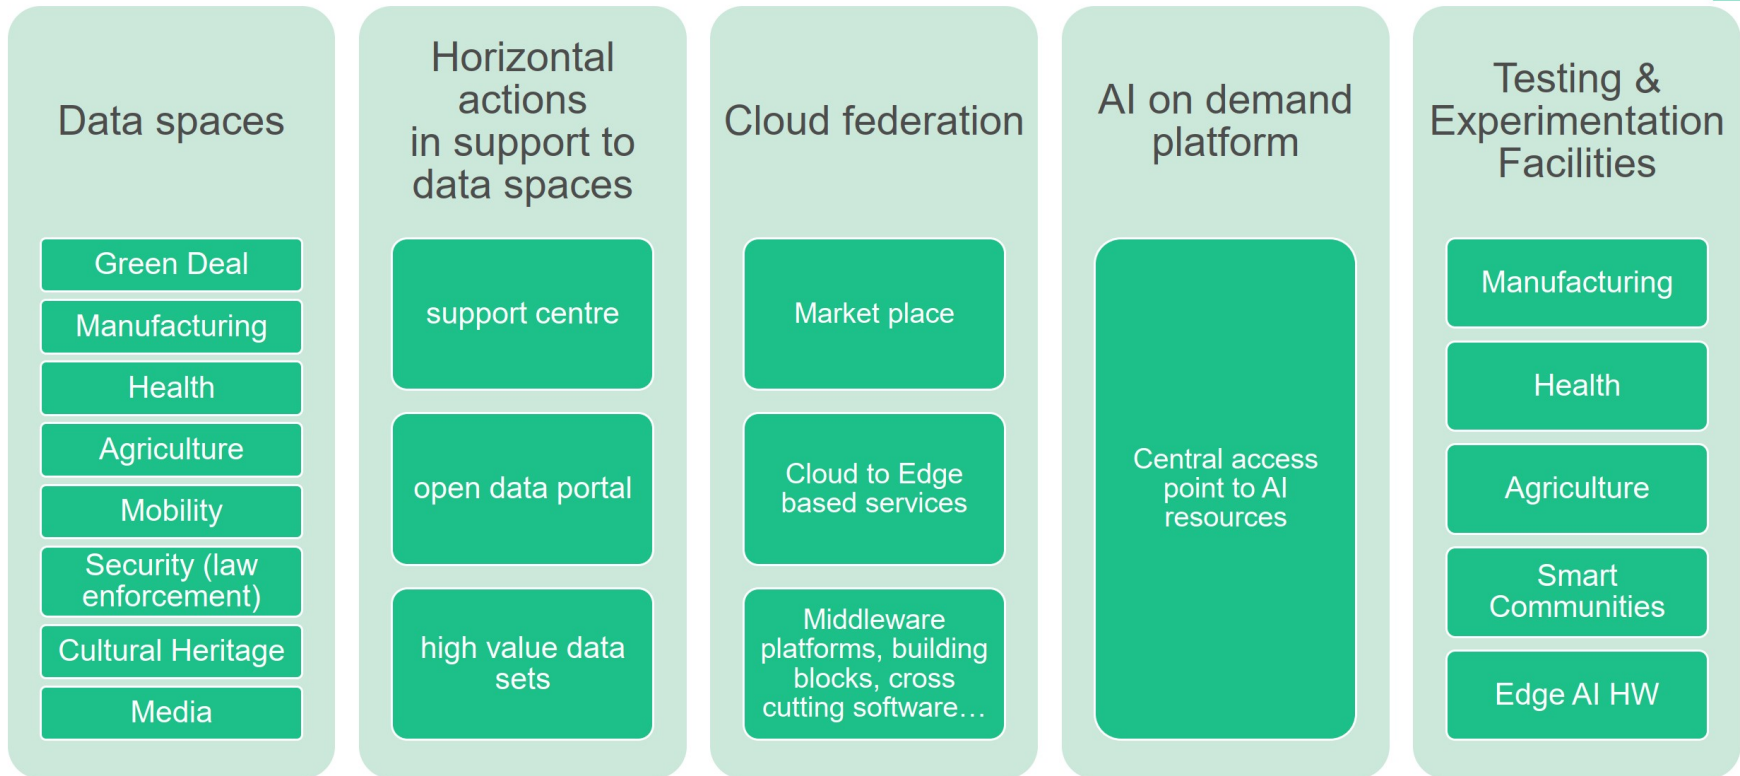 Data spaces
Green Deal
Manufacturing
Health
Agriculture
Mobility
Security (law
enforcement)
Cultural Heritage
Media
Horizontal
actions
in support to
data spaces
support centre
open data portal
high value data
sets
Cloud federation
Market place
Cloud to Edge
based services
Middleware
platforms, building
blocks, cross
cutting software…
AI on demand
platform
Central access
point to AI
resources
Testing &
Experimentation
Facilities
Manufacturing
Health
Agriculture
Smart
Communities
Edge AI HW